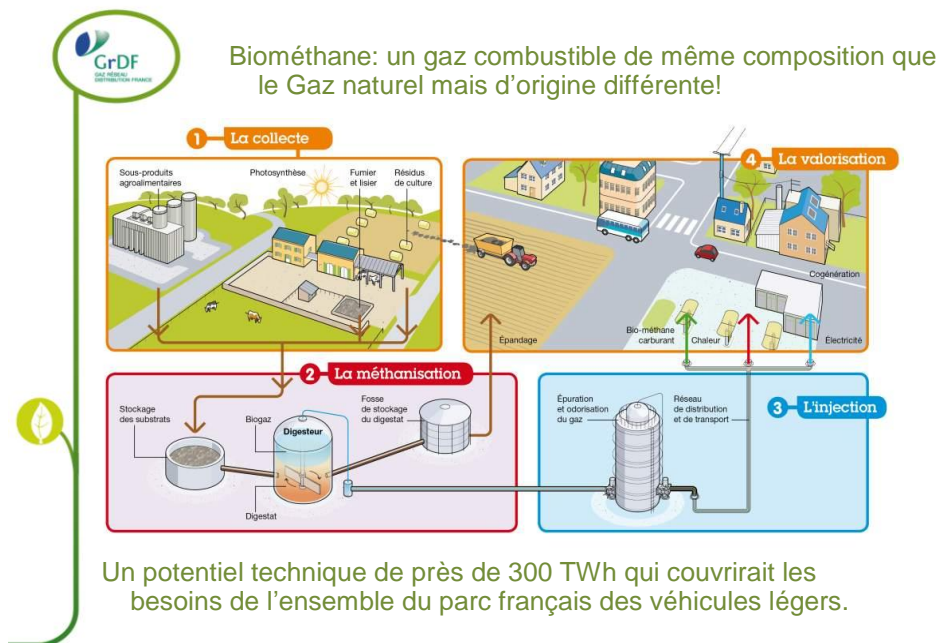 GrDF
GAZ RÉSEAU
DISTRIBUTION FRANCE
Biométhane: un gaz combustible de même composition que
le Gaz naturel mais d'origine différente!
1 La collecte
Sous-produits
agroalimentaires
Photosynthèse
Fumier
et lisier
Résidus
de culture
4 La valorisation
Cogénération
Épandage
Bio-méthane
carburant
Chaleur
Électricité
2 La méthanisation
Stockage
des substrats
Biogaz
Digesteur
Fosse
de stockage
du digestat
Digestat
Épuration
et odorisation
du gaz
Réseau
de distribution
et de transport
3 L'injection
Un potentiel technique de près de 300 TWh qui couvrirait les
besoins de l'ensemble du parc français des véhicules légers.